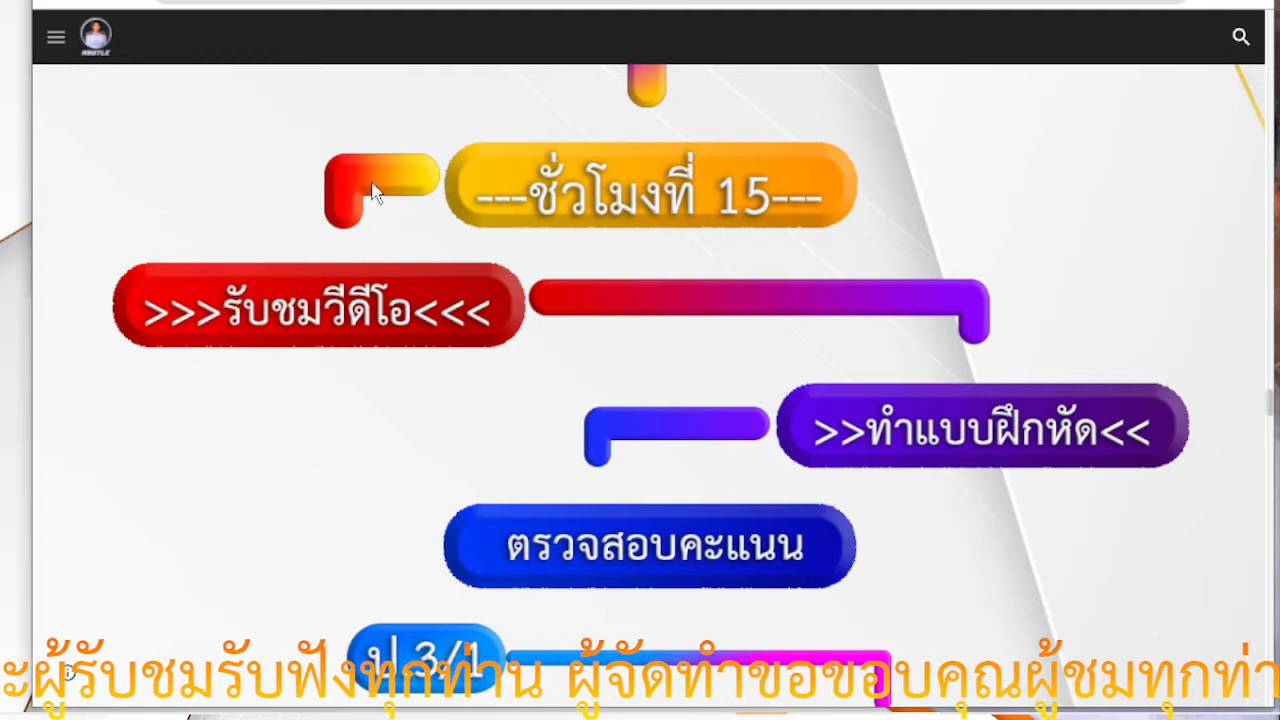 ---ชั่วโมงที่ 15---
>>>รับชมวีดีโอ<<<
>>ทำแบบฝึกหัด<<
ตรวจสอบคะแนน
ป.3/1
ะผู้รับชมรับฟังทุกท่าน ผู้จัดทำขอขอบคุณผู้ชมทุกท่า